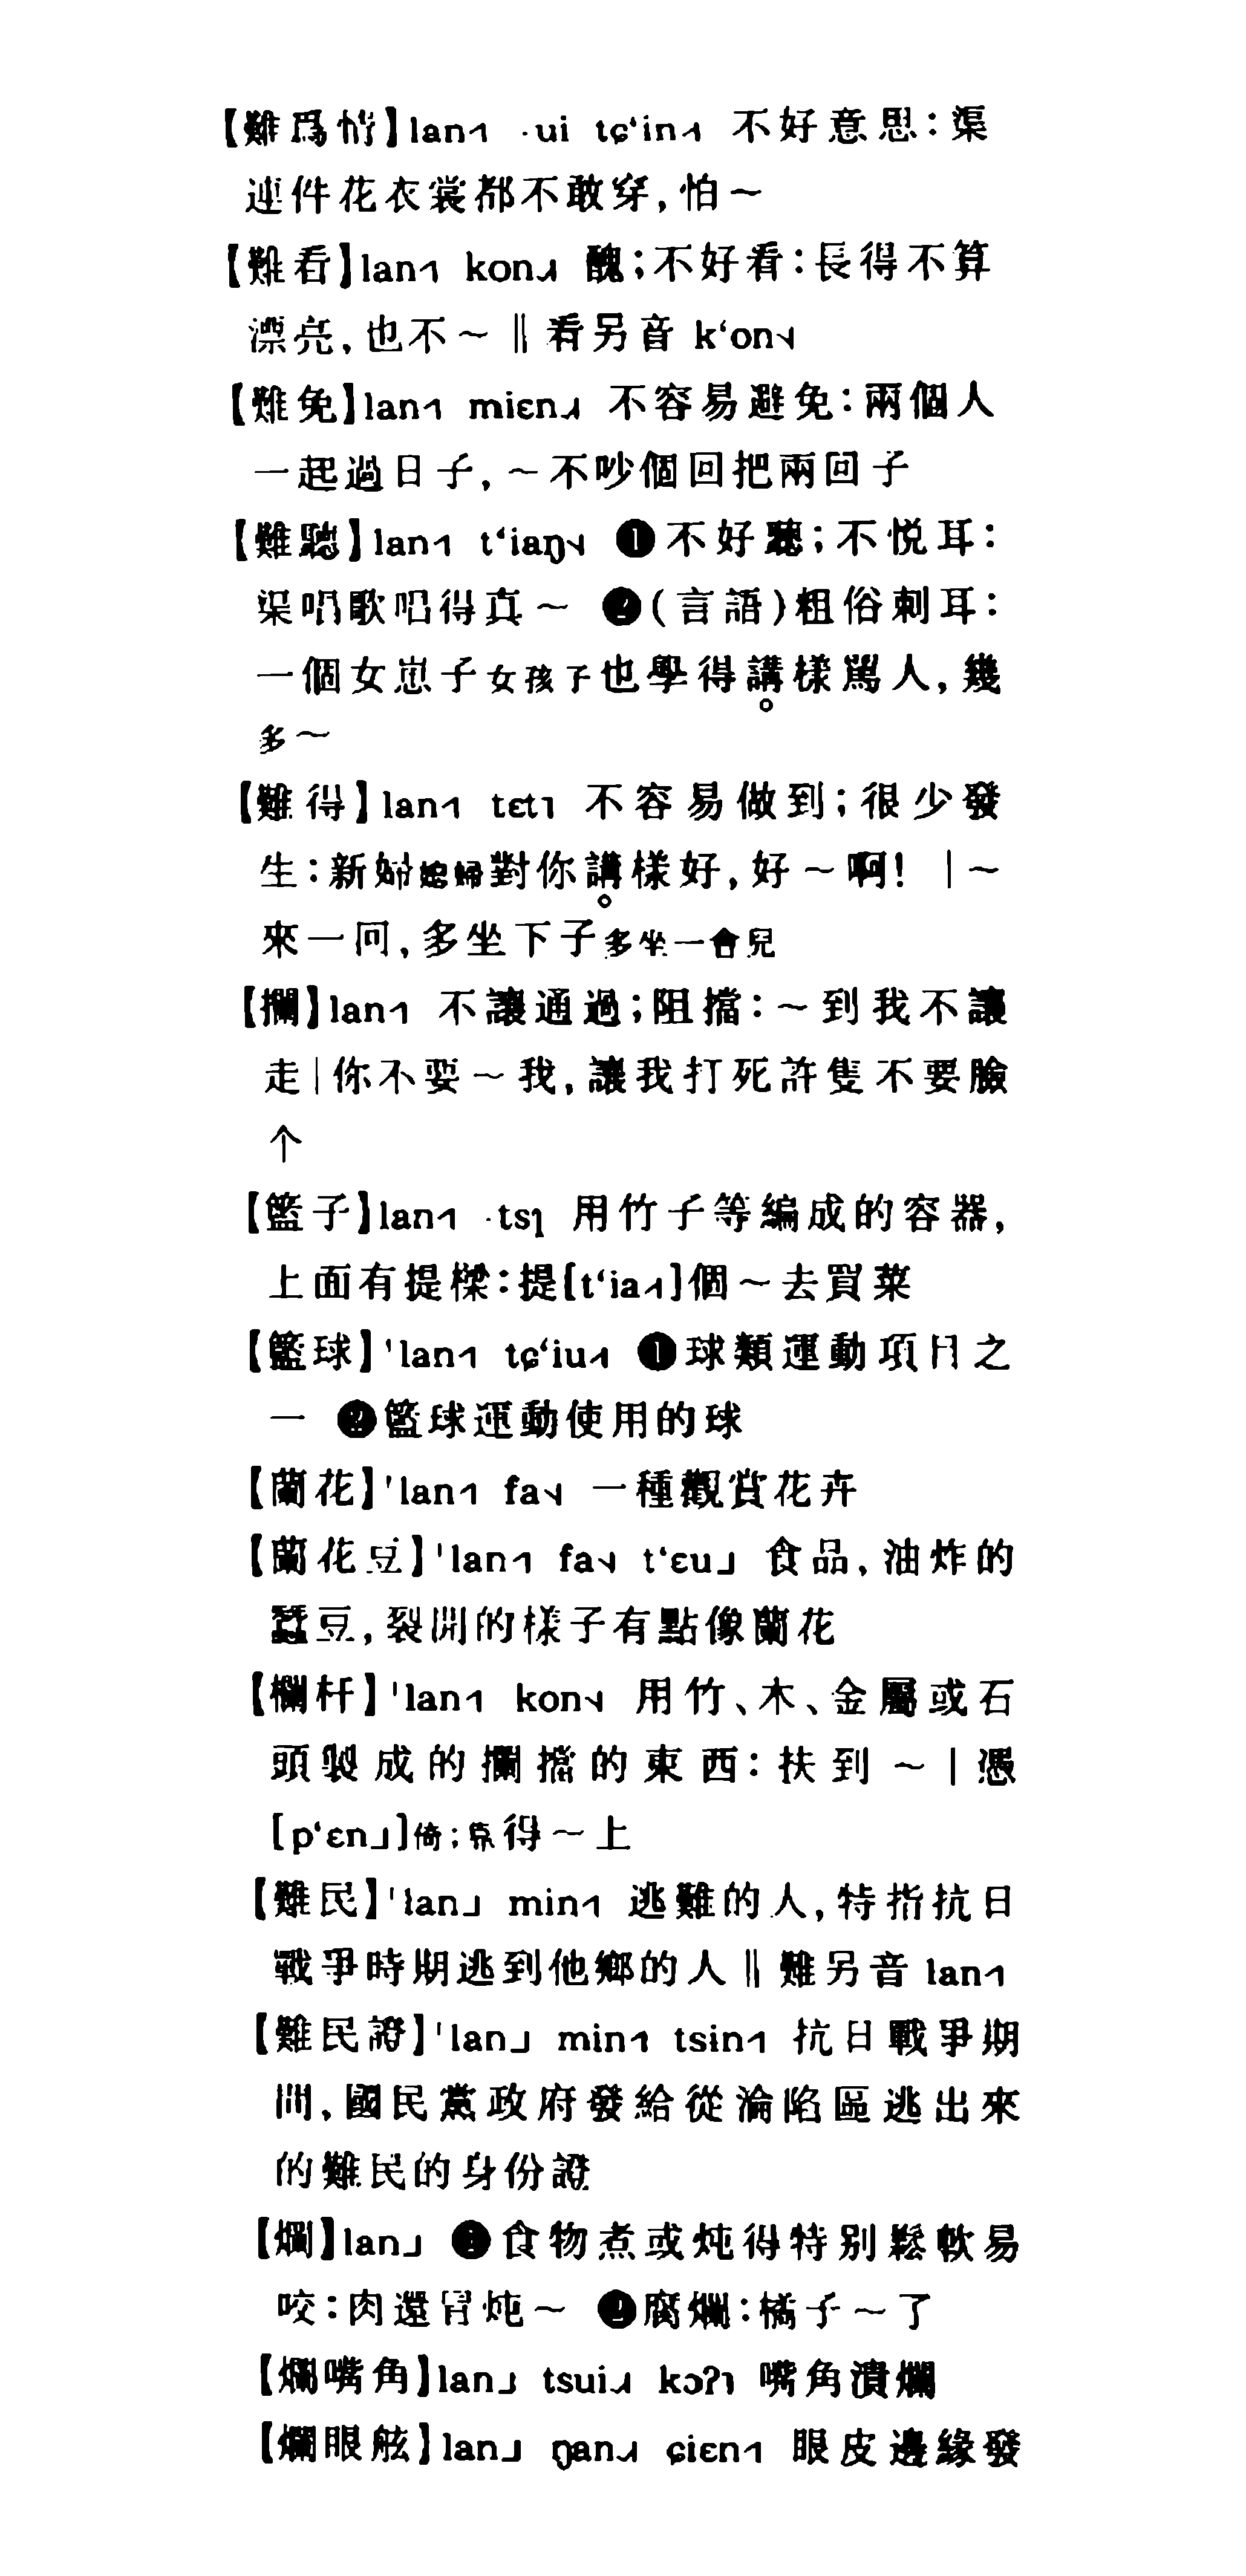 【難爲情】lan˧˥ ·ui tɕ‘in˨˦ 不好意思：渠
連件花衣裳都不敢穿，怕～
【難看】lan˧˥ kon˨˩˧ 醜；不好看：長得不算
漂亮，也不～‖看另音 k‘on˦˨
【難免】lan˧˥ miɛn˨˩˧ 不容易避免：兩個人
一起過日子，～不吵個回把兩回子
【難聽】lan˧˥ t‘iaŋ˦˨ ❶不好聽；不悦耳：
渠唱歌唱得真～ ❷(言語)粗俗刺耳：
一個女崽子女孩子也學得講樣駡人，幾
多～
【難得】lan˧˥ tɛt˥ 不容易做到；很少發
生：新婦媳婦對你講樣好，好～啊！｜～
來一回，多坐下子多坐一會兒
【攔】lan˧˥ 不讓通過；阻擋：～到我不讓
走｜你不要～我，讓我打死許隻不要臉
个
【籃子】lan˧˥ ·tsɿ 用竹子等編成的容器，
上面有提樑：提[t‘ia˨˦]個～去買菜
【籃球】ˈlan˧˥ tɕ‘iu˨˦ ❶球類運動項目之
一 ❷籃球運動使用的球
【蘭花】ˈlan˧˥ fa˦˨ 一種觀賞花卉
【蘭花豆】ˈlan˧˥ fa˦˨ t‘ɛu˩ 食品，油炸的
蠶豆，裂開的樣子有點像蘭花
【欄杆】ˈlan˧˥ kon˦˨ 用竹、木、金屬或石
頭製成的攔擋的東西：扶到～｜憑
[p‘ɛn˩]倚；靠得～上
【難民】ˈlan˩ min˧˥ 逃難的人，特指抗日
戰爭時期逃到他鄉的人‖難另音 lan˧˥
【難民證】ˈlan˩ min˧˥ tsin˧˥ 抗日戰爭期
間，國民黨政府發給從淪陷區逃出來
的難民的身份證
【爛】lan˩ ❶食物煮或炖得特别鬆軟易
咬：肉還冒炖～ ❷腐爛：橘子～了
【爛嘴角】lan˩ tsui˨˩˧ kɔʔ˥ 嘴角潰爛
【爛眼舷】lan˩ ŋan˨˩˧ ɕiɛn˧˥ 眼皮邊緣發